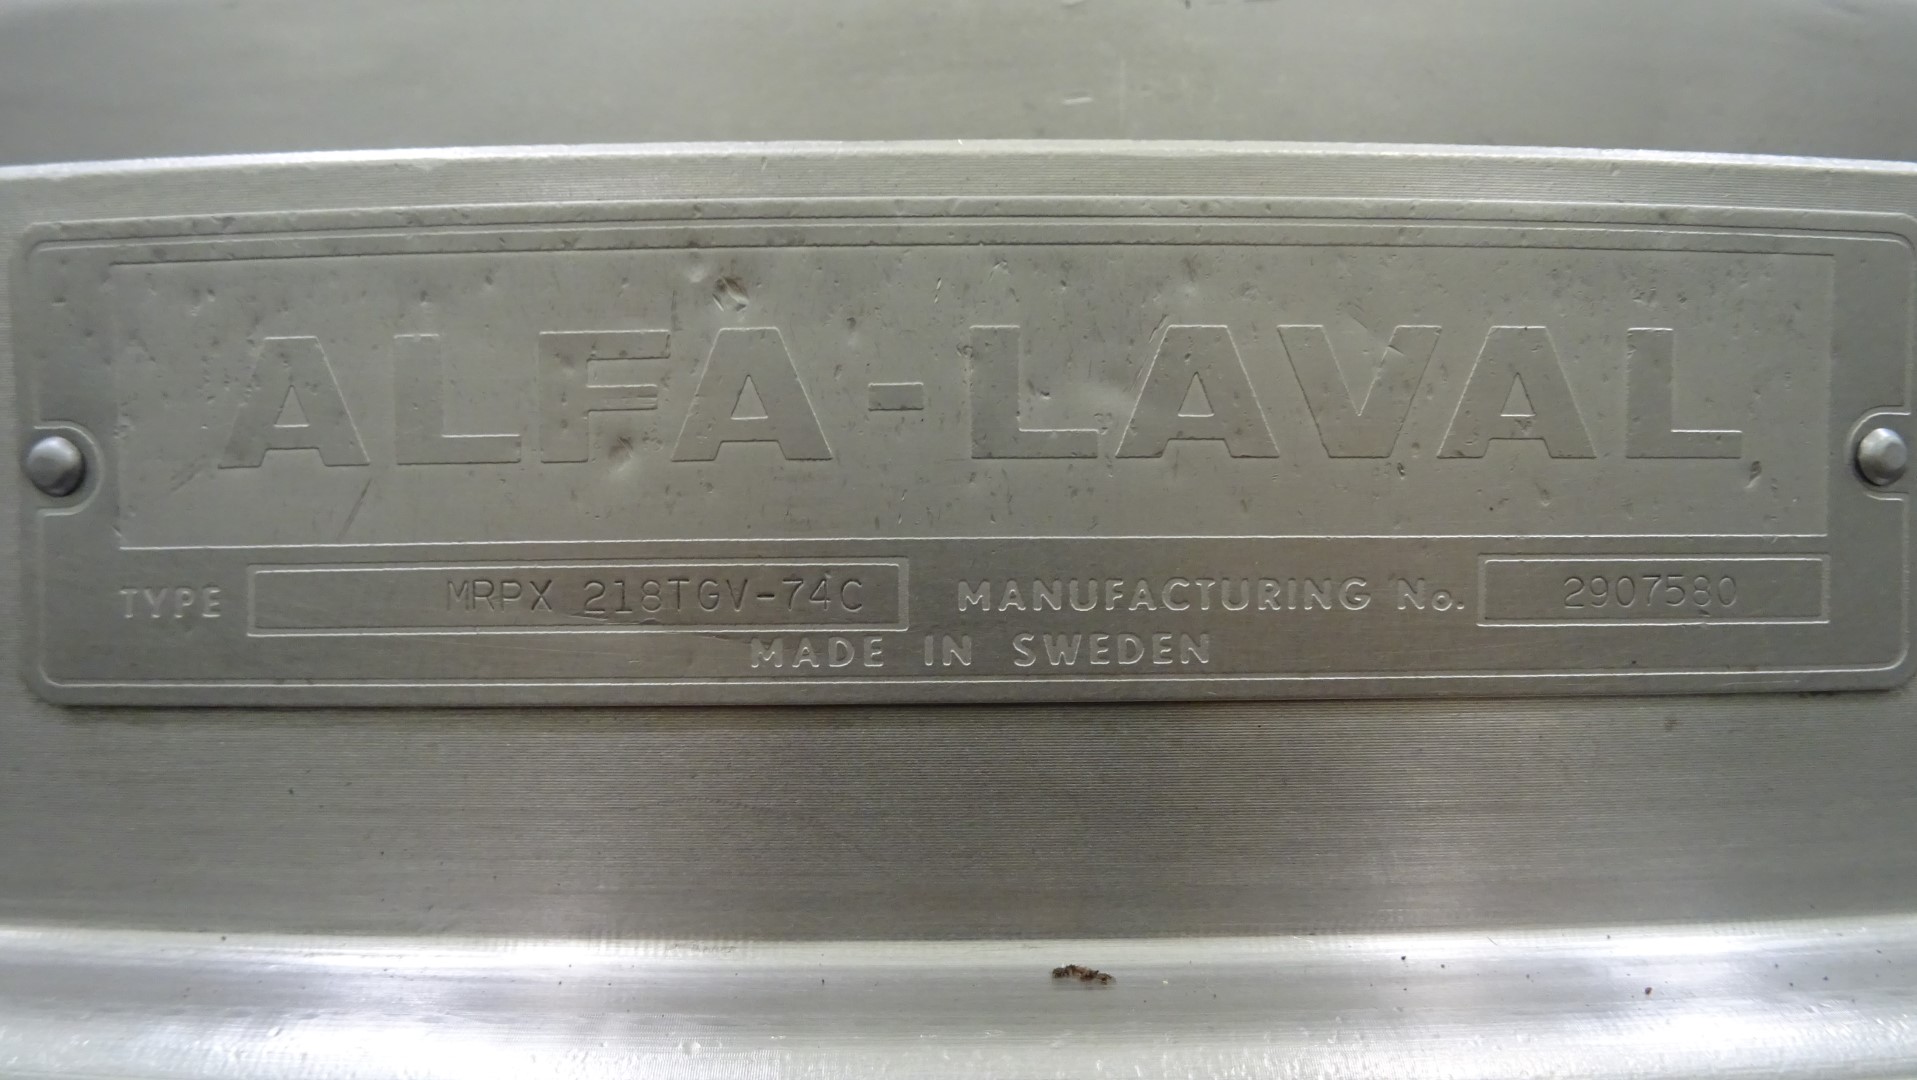 ALFA-LAVAL
TYPE MRPX 218TGV-74C MANUFACTURING No. 2907580
MADE IN SWEDEN